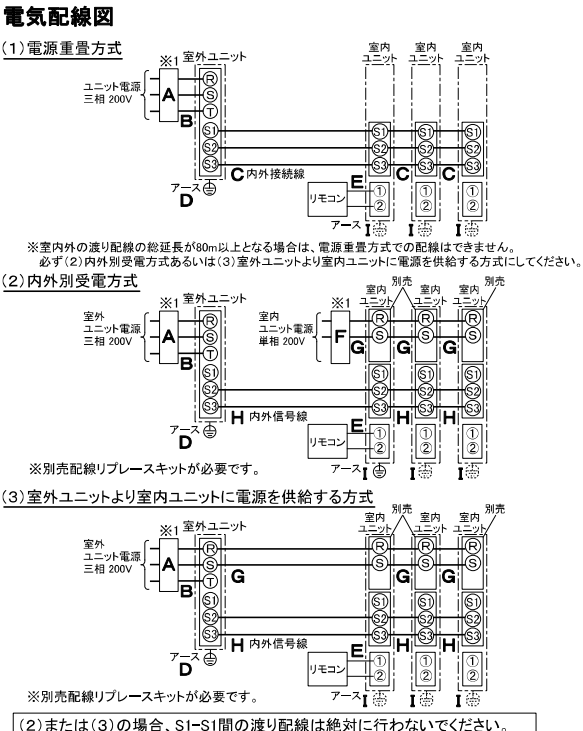 電気配線図
(1)電源重畳方式
※1 室外ユニット
室内ユニット 室内ユニット 室内ユニット
ユニット電源
三相 200V
A
B
R
S
T
S1 S1 S1 S1
S2 S2 S2 S2
S3 S3 S3 S3
C 内外接続線 C C
アース
D
E
リモコン
① ① ①
② ② ②
アース I I I
※室内外の渡り配線の総延長が80m以上となる場合は、電源重畳方式での配線はできません。
必ず(2)内外別受電方式あるいは(3)室外ユニットより室内ユニットに電源を供給する方式にしてください。
(2)内外別受電方式
別売 別売
※1 室外ユニット
※1 室内ユニット 室内ユニット 室内ユニット
室外
ユニット電源
三相 200V
A
B
室内
ユニット電源
単相 200V
F
R R R R
S S S S
T
G G G
S1 S1 S1 S1
S2 S2 S2 S2
S3 S3 S3 S3
H 内外信号線 H H
アース
D
E
リモコン
① ① ①
② ② ②
※別売配線リプレースキットが必要です。
アース I I I
(3)室外ユニットより室内ユニットに電源を供給する方式
別売 別売
※1 室外ユニット
室内ユニット 室内ユニット 室内ユニット
室外
ユニット電源
三相 200V
A
B
R R R R
S S S S
T
G G G
S1 S1 S1 S1
S2 S2 S2 S2
S3 S3 S3 S3
H 内外信号線 H H
アース
D
E
リモコン
① ① ①
② ② ②
※別売配線リプレースキットが必要です。
アース I I I
(2)または(3)の場合、S1-S1間の渡り配線は絶対に行わないでください。